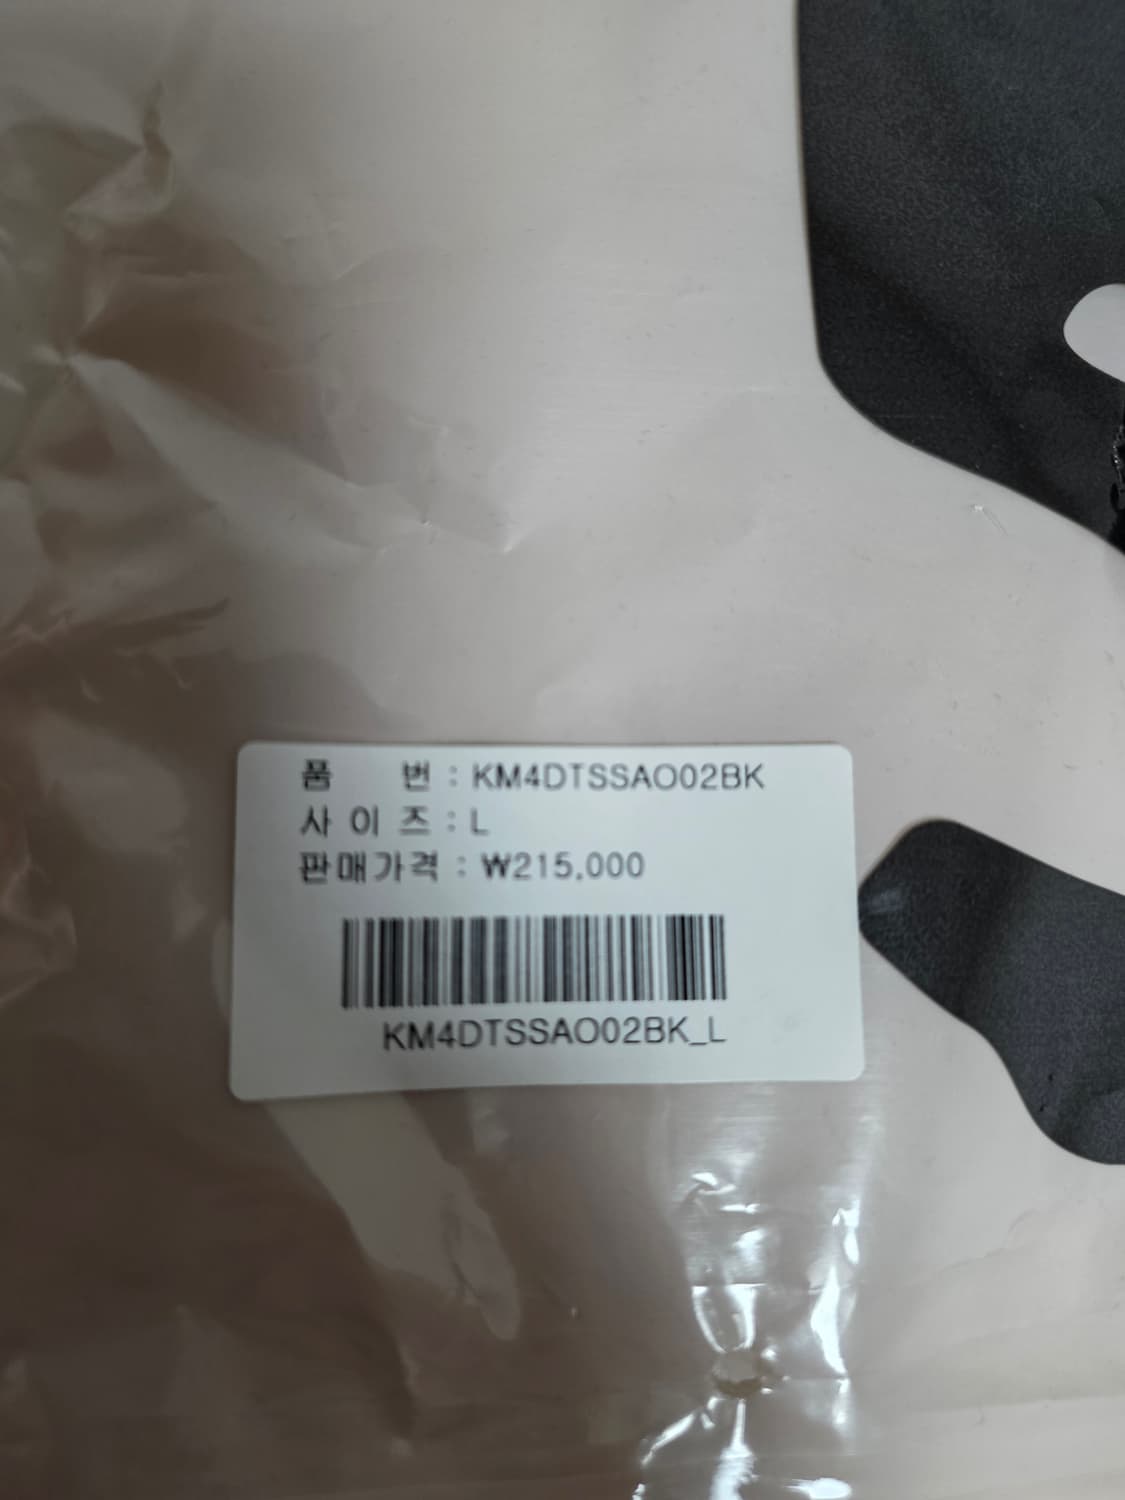 품 번 : KM4DTSSAO02BK
사 이 즈 : L
판매가격 : ₩215,000
KM4DTSSAO02BK_L